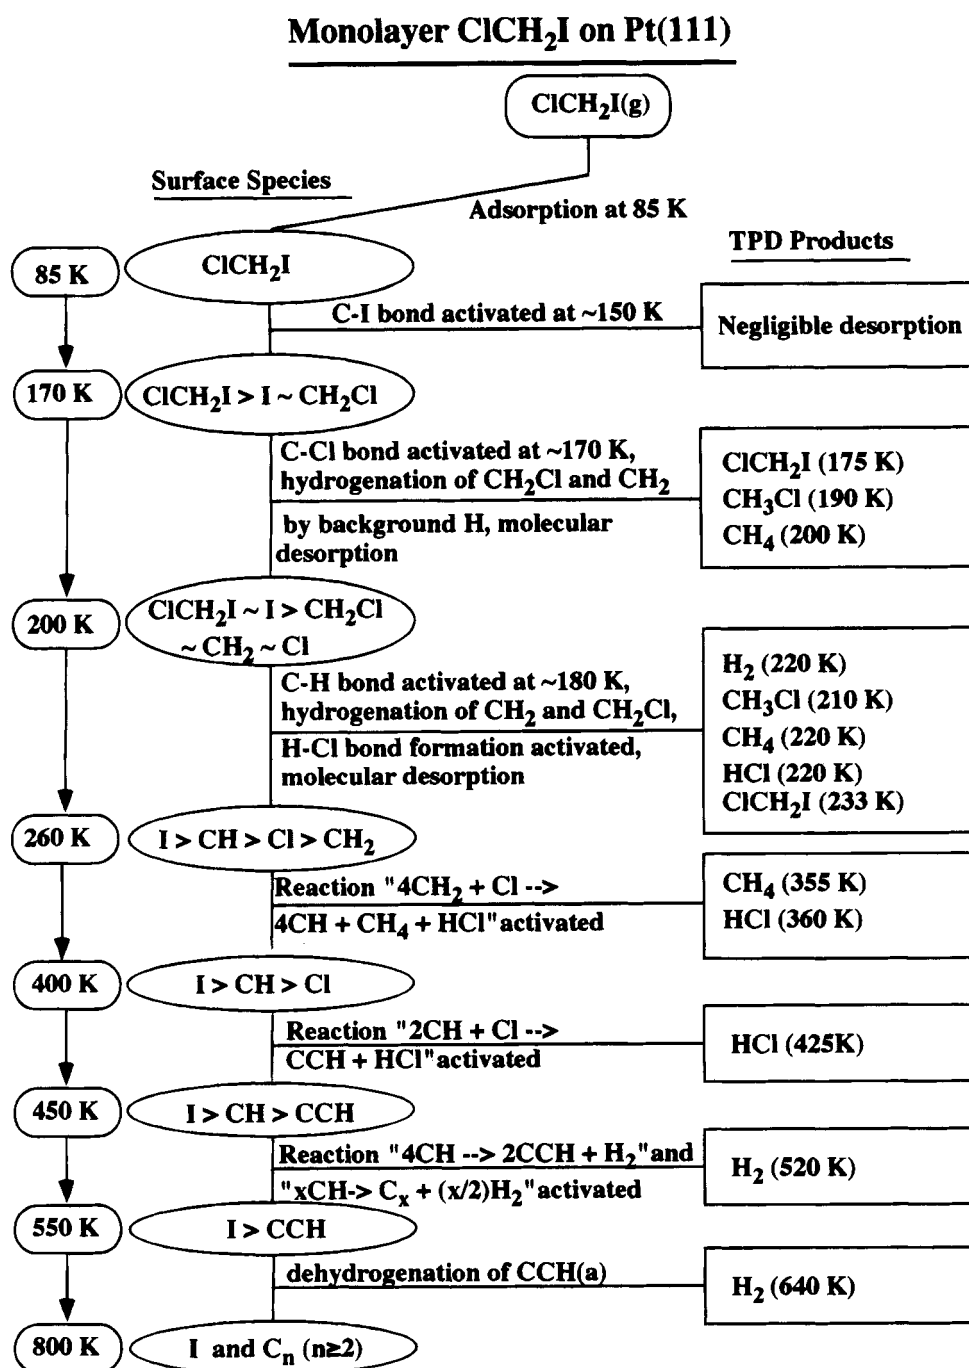 Monolayer ClCH₂I on Pt(111)
ClCH₂I(g)
Surface Species
Adsorption at 85 K
TPD Products
85 K
ClCH₂I
C-I bond activated at ~150 K
Negligible desorption
170 K
ClCH₂I > I ~ CH₂Cl
C-Cl bond activated at ~170 K,
hydrogenation of CH₂Cl and CH₂
by background H, molecular
desorption
ClCH₂I (175 K)
CH₃Cl (190 K)
CH₄ (200 K)
200 K
ClCH₂I ~ I > CH₂Cl
~ CH₂ ~ Cl
C-H bond activated at ~180 K,
hydrogenation of CH₂ and CH₂Cl,
H-Cl bond formation activated,
molecular desorption
H₂ (220 K)
CH₃Cl (210 K)
CH₄ (220 K)
HCl (220 K)
ClCH₂I (233 K)
260 K
I > CH > Cl > CH₂
Reaction "4CH₂ + Cl -->
4CH + CH₄ + HCl" activated
CH₄ (355 K)
HCl (360 K)
400 K
I > CH > Cl
Reaction "2CH + Cl -->
CCH + HCl" activated
HCl (425K)
450 K
I > CH > CCH
Reaction "4CH --> 2CCH + H₂" and
"xCH-> Cₓ + (x/2)H₂" activated
H₂ (520 K)
550 K
I > CCH
dehydrogenation of CCH(a)
H₂ (640 K)
800 K
I and Cₙ (n≥2)